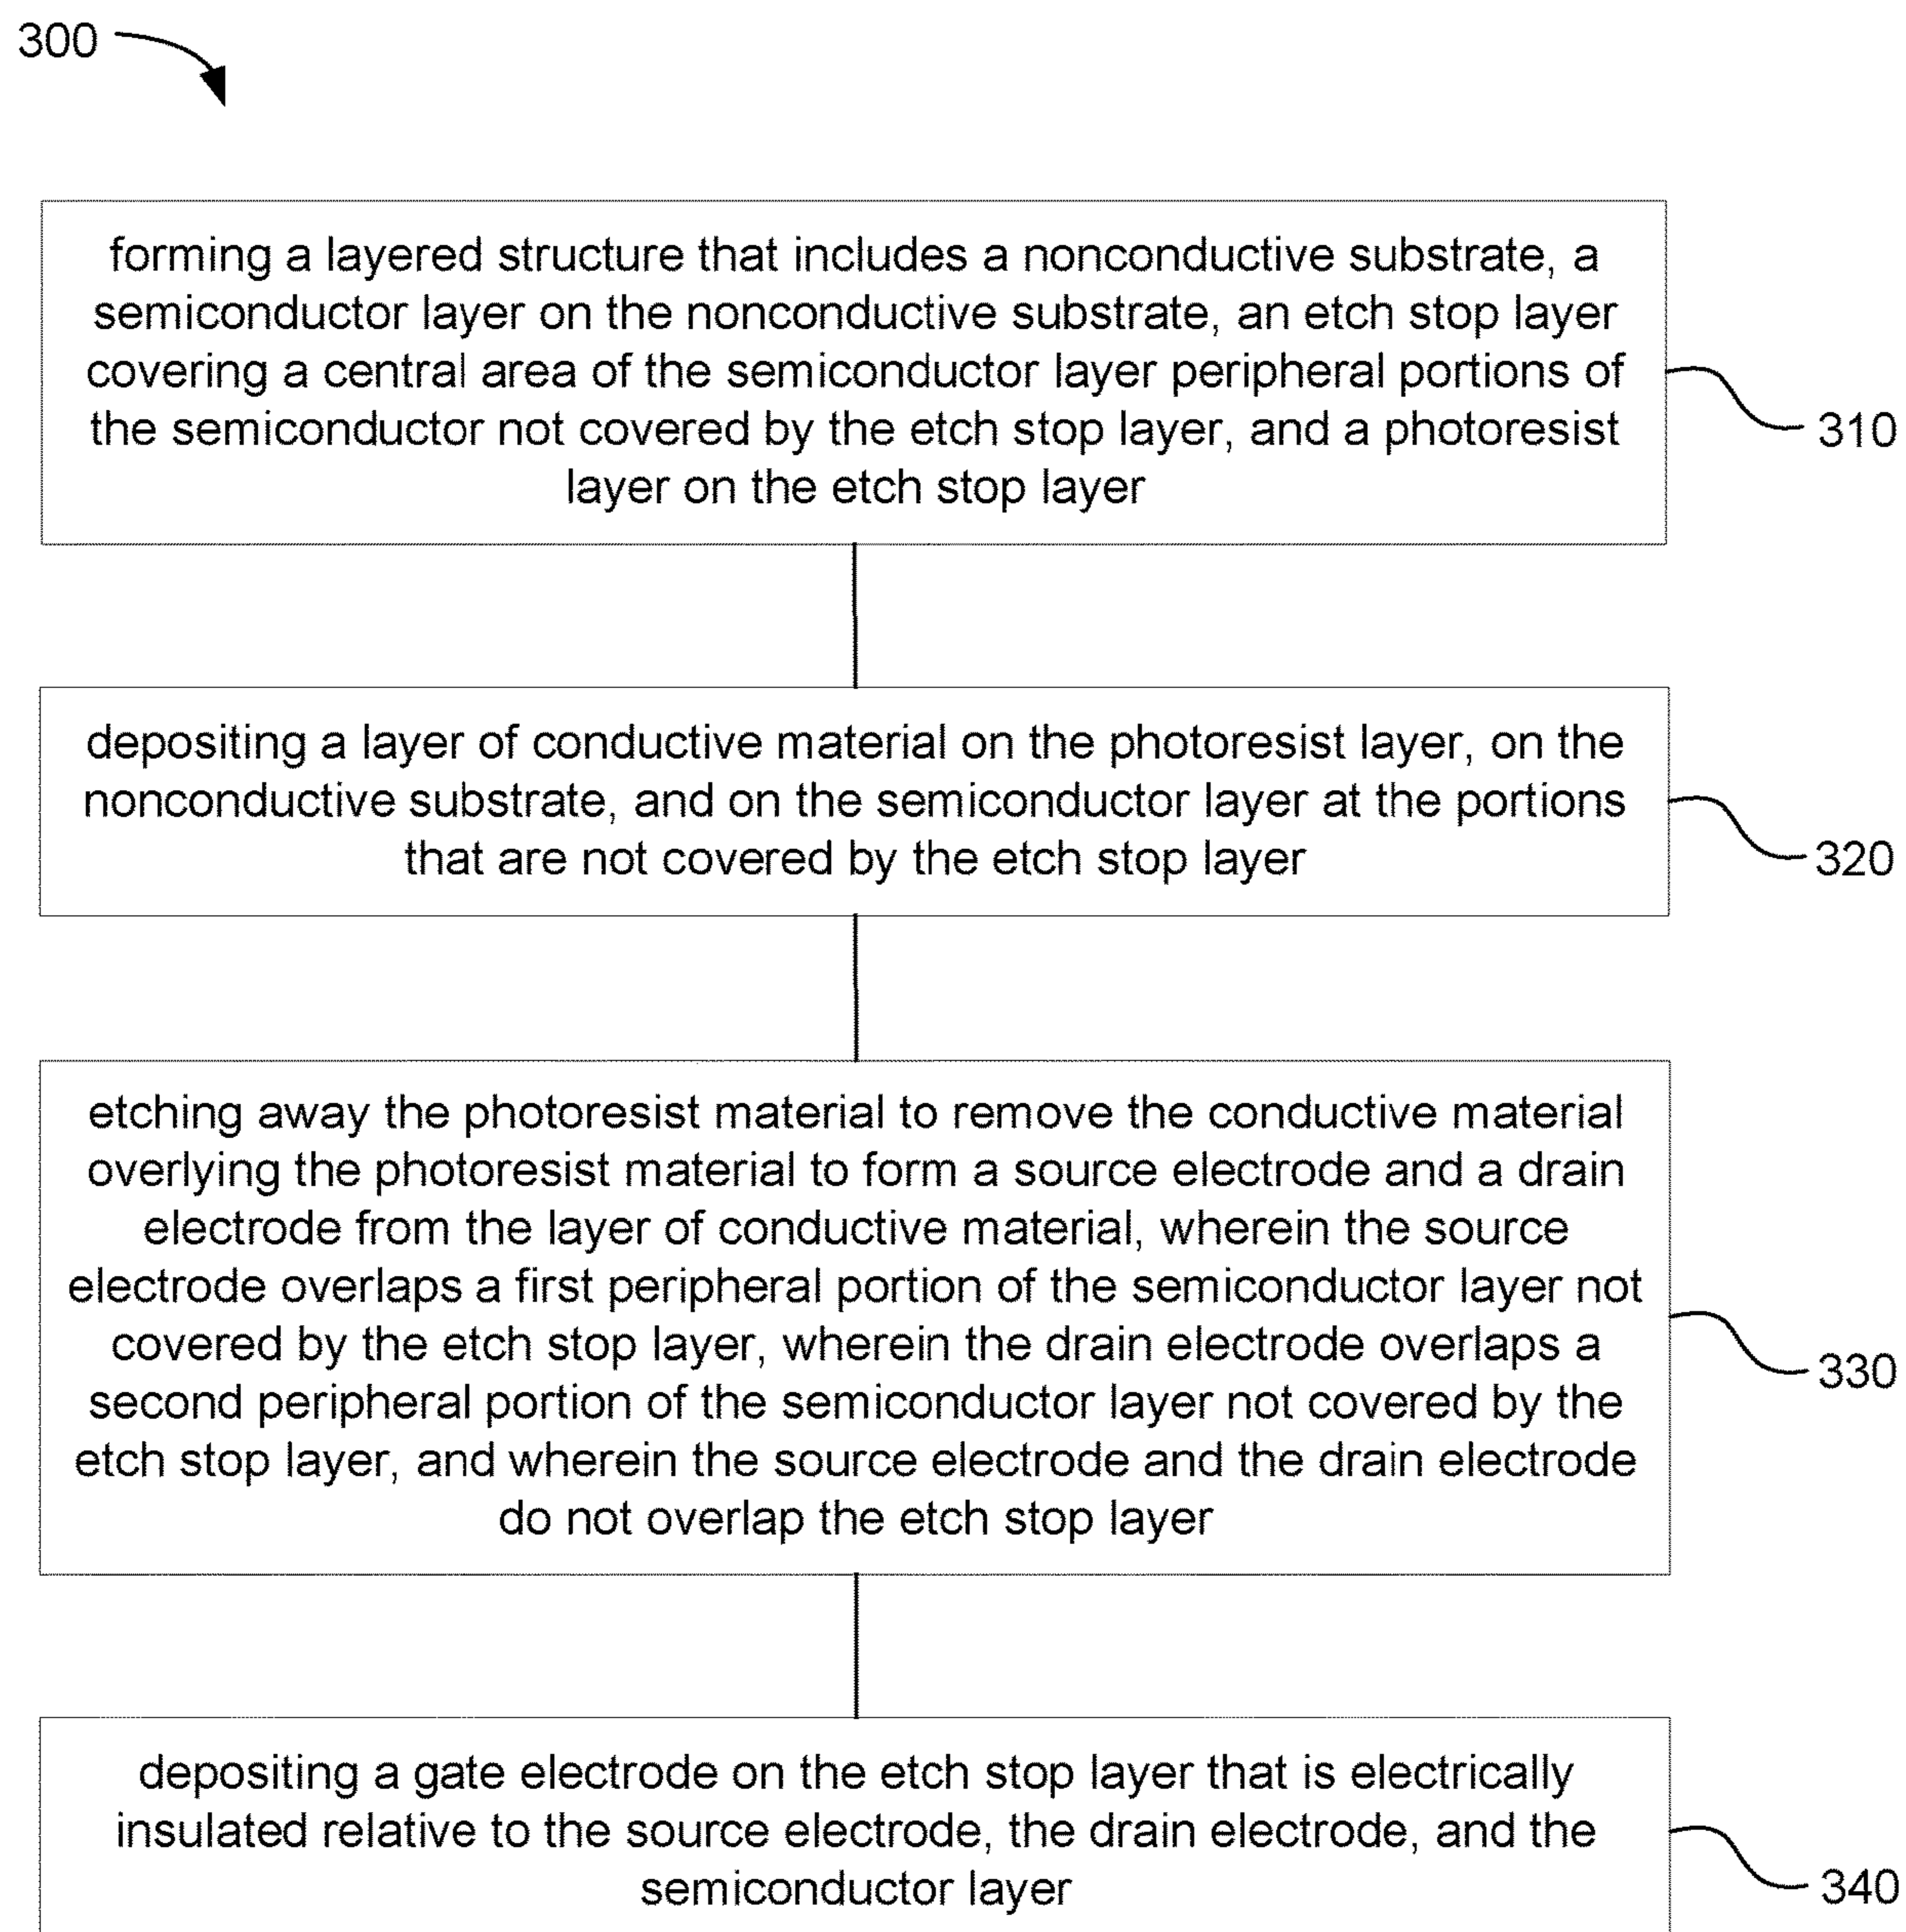 300
forming a layered structure that includes a nonconductive substrate, a
semiconductor layer on the nonconductive substrate, an etch stop layer
covering a central area of the semiconductor layer peripheral portions of
the semiconductor not covered by the etch stop layer, and a photoresist
layer on the etch stop layer
310
depositing a layer of conductive material on the photoresist layer, on the
nonconductive substrate, and on the semiconductor layer at the portions
that are not covered by the etch stop layer
320
etching away the photoresist material to remove the conductive material
overlying the photoresist material to form a source electrode and a drain
electrode from the layer of conductive material, wherein the source
electrode overlaps a first peripheral portion of the semiconductor layer not
covered by the etch stop layer, wherein the drain electrode overlaps a
second peripheral portion of the semiconductor layer not covered by the
etch stop layer, and wherein the source electrode and the drain electrode
do not overlap the etch stop layer
330
depositing a gate electrode on the etch stop layer that is electrically
insulated relative to the source electrode, the drain electrode, and the
semiconductor layer
340